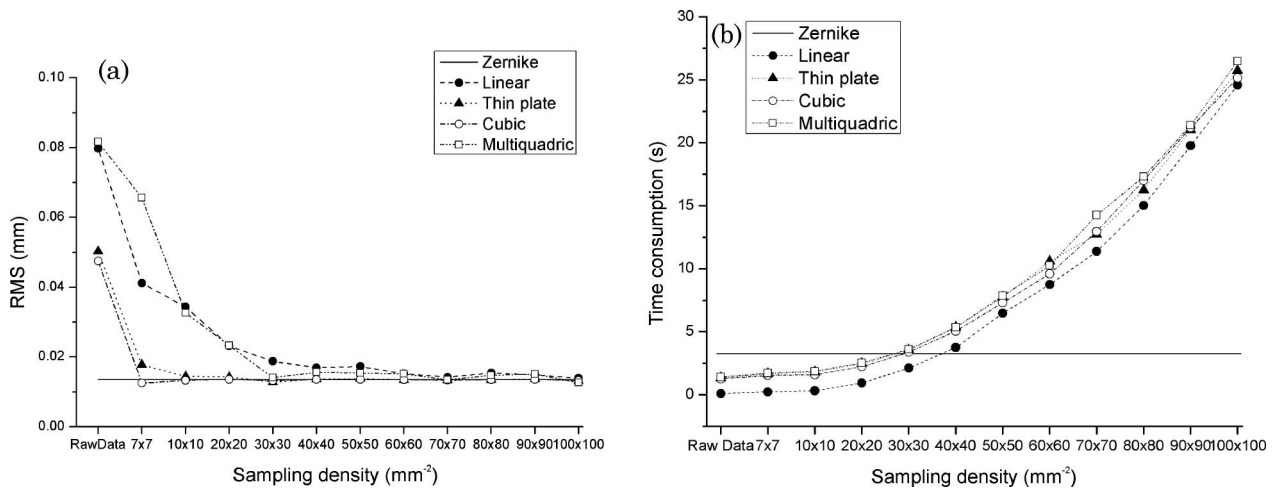 (a)
Zernike
Linear
Thin plate
Cubic
Multiquadric
0.10
0.08
0.06
0.04
0.02
0.00
RMS (mm)
RawData 7x7 10x10 20x20 30x30 40x40 50x50 60x60 70x70 80x80 90x90 100x100
Sampling density (mm⁻²)
(b)
Zernike
Linear
Thin plate
Cubic
Multiquadric
30
25
20
15
10
5
0
Time consumption (s)
Raw Data 7x7 10x10 20x20 30x30 40x40 50x50 60x60 70x70 80x80 90x90 100x100
Sampling density (mm⁻²)